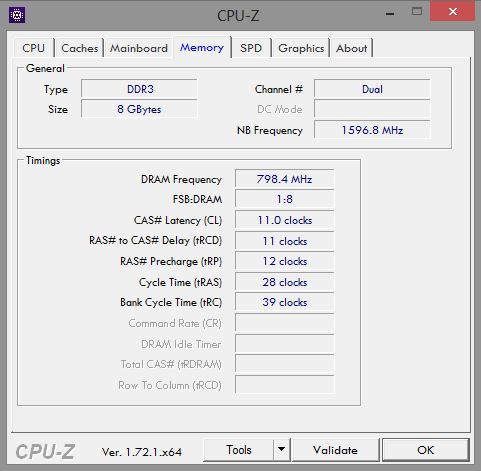 CPU-Z
CPU Caches Mainboard Memory SPD Graphics About
General
Type DDR3 Channel # Dual
Size 8 GBytes DC Mode
NB Frequency 1596.8 MHz
Timings
DRAM Frequency 798.4 MHz
FSB:DRAM 1:8
CAS# Latency (CL) 11.0 clocks
RAS# to CAS# Delay (tRCD) 11 clocks
RAS# Precharge (tRP) 12 clocks
Cycle Time (tRAS) 28 clocks
Bank Cycle Time (tRC) 39 clocks
Command Rate (CR)
DRAM Idle Timer
Total CAS# (tRDRAM)
Row To Column (tRCD)
CPU-Z Ver. 1.72.1.x64 Tools Validate OK